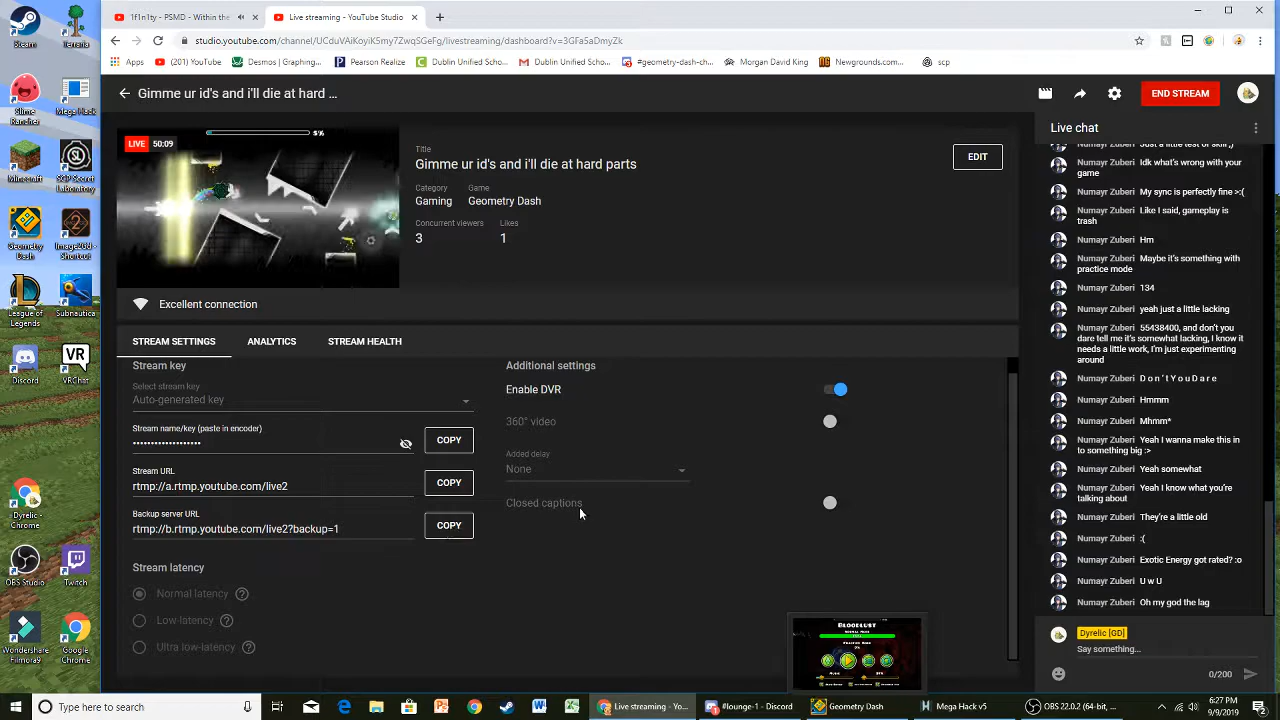 Steam
Terraria
Slime Rancher
Mega Hack
Minecraft
SCP Secret Laboratory
Geometry Dash
League of Legends
Subnautica
Discord
VRChat
Dyrelic - Chrome
OBS Studio
Twitch
Wondershare Filmora9
Google Chrome
1f1n1ty - PSMD - Within the
Live streaming - YouTube Studio
studio.youtube.com/channel/UCduVAiKoyiK5my7ZwqSGeFg/livestreaming/dashboard?v=3GFa5aDmyZk
Apps
(201) YouTube
Desmos | Graphing...
Pearson Realize
Dublin Unified Scho...
Dublin Unified Scho...
#geometry-dash-ch...
Morgan David King...
Newgrounds.com...
scp
Gimme ur id's and i'll die at hard ...
END STREAM
LIVE 50:09
5%
Title
Gimme ur id's and i'll die at hard parts
EDIT
Category
Gaming
Game
Geometry Dash
Concurrent viewers
3
Likes
1
Excellent connection
STREAM SETTINGS
ANALYTICS
STREAM HEALTH
Stream key
Select stream key
Auto-generated key
Stream name/key (paste in encoder)
••••••••••••••••••
COPY
Stream URL
rtmp://a.rtmp.youtube.com/live2
COPY
Backup server URL
rtmp://b.rtmp.youtube.com/live2?backup=1
COPY
Stream latency
Normal latency
Low-latency
Ultra low-latency
Additional settings
Enable DVR
360° video
Added delay
None
Closed captions
BLOODLUST
Live chat
Numayr Zuberi Idk what's wrong with your
game
Numayr Zuberi My sync is perfectly fine >:(
Numayr Zuberi Like I said, gameplay is
trash
Numayr Zuberi Hm
Numayr Zuberi Maybe it's something with
practice mode
Numayr Zuberi 134
Numayr Zuberi yeah just a little lacking
Numayr Zuberi 55438400, and don't you
dare tell me it's somewhat lacking, I know it
needs a little work, I'm just experimenting
around
Numayr Zuberi D o n ' t Y o u D a r e
Numayr Zuberi Hmmm
Numayr Zuberi Mhmm*
Numayr Zuberi Yeah I wanna make this in
to something big :>
Numayr Zuberi Yeah somewhat
Numayr Zuberi Yeah I know what you're
talking about
Numayr Zuberi They're a little old
Numayr Zuberi :(
Numayr Zuberi Exotic Energy got rated? :o
Numayr Zuberi U w U
Numayr Zuberi Oh my god the lag
Dyrelic [GD]
Say something...
0/200
Type here to search
Live streaming - Yo...
#lounge-1 - Discord
Geometry Dash
Mega Hack v5
OBS 22.0.2 (64-bit, ...
6:27 PM
9/9/2019